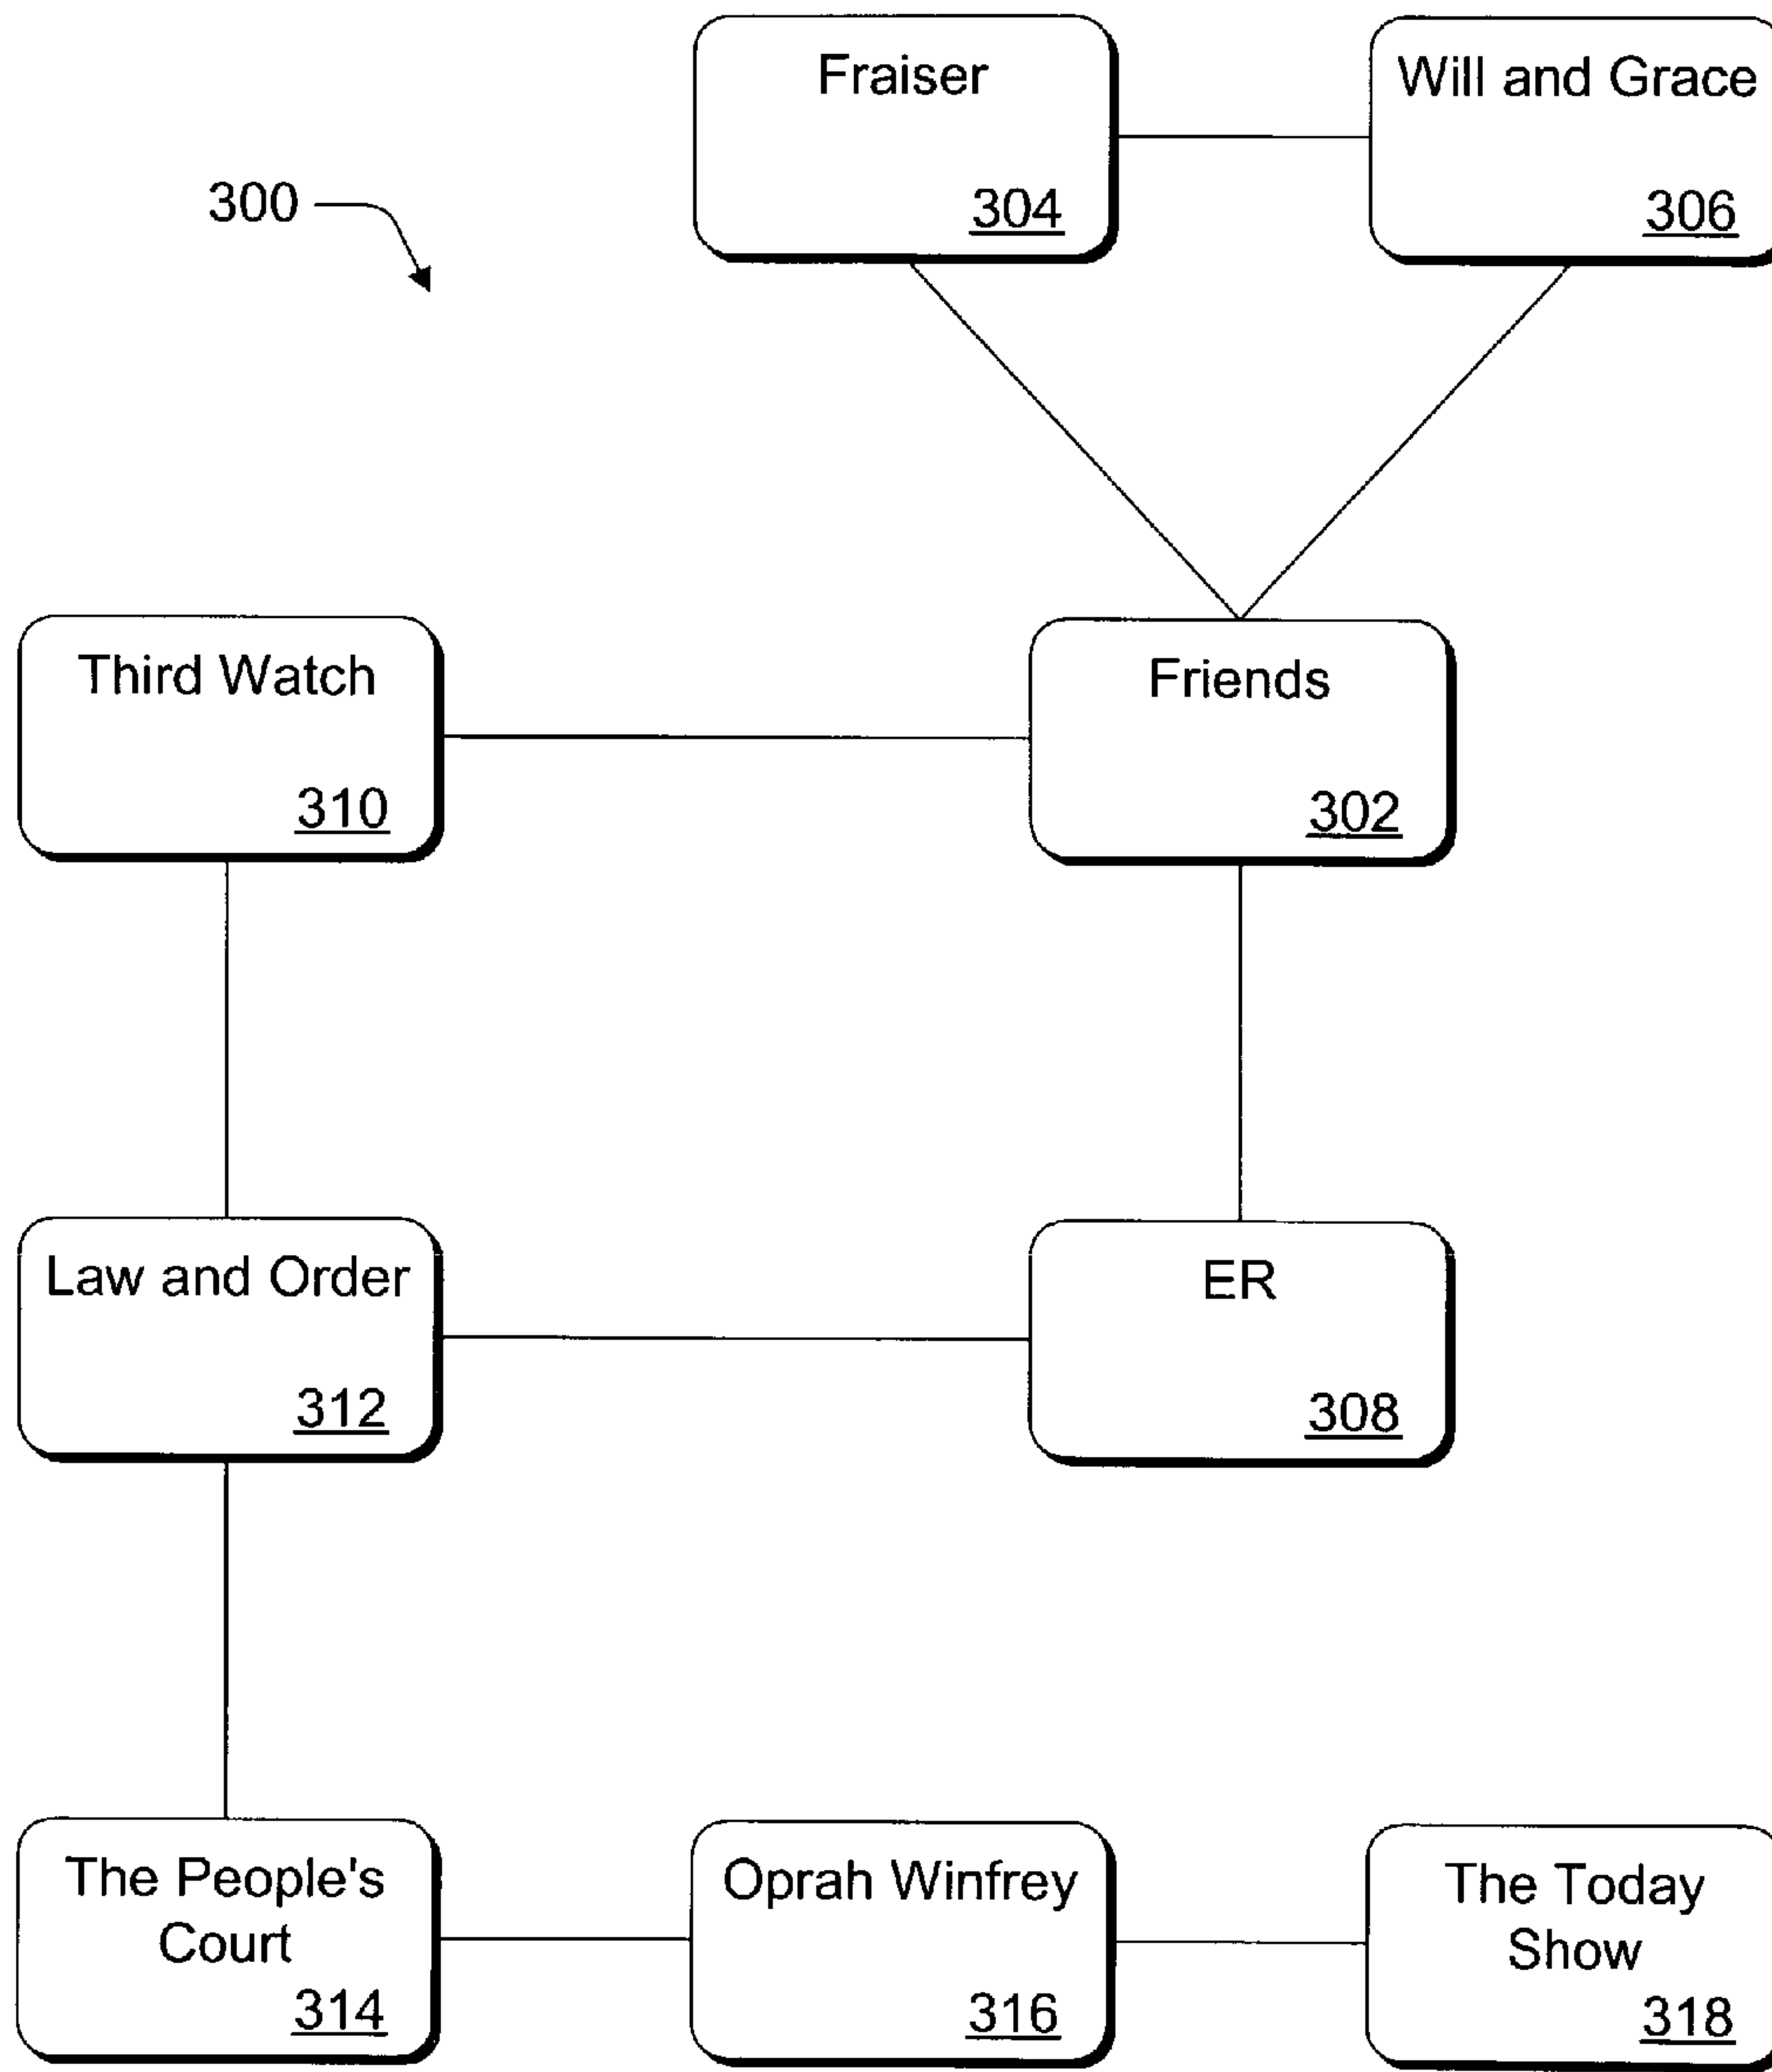 Fraiser
304
Will and Grace
306
300
Third Watch
310
Friends
302
Law and Order
312
ER
308
The People's
Court
314
Oprah Winfrey
316
The Today
Show
318